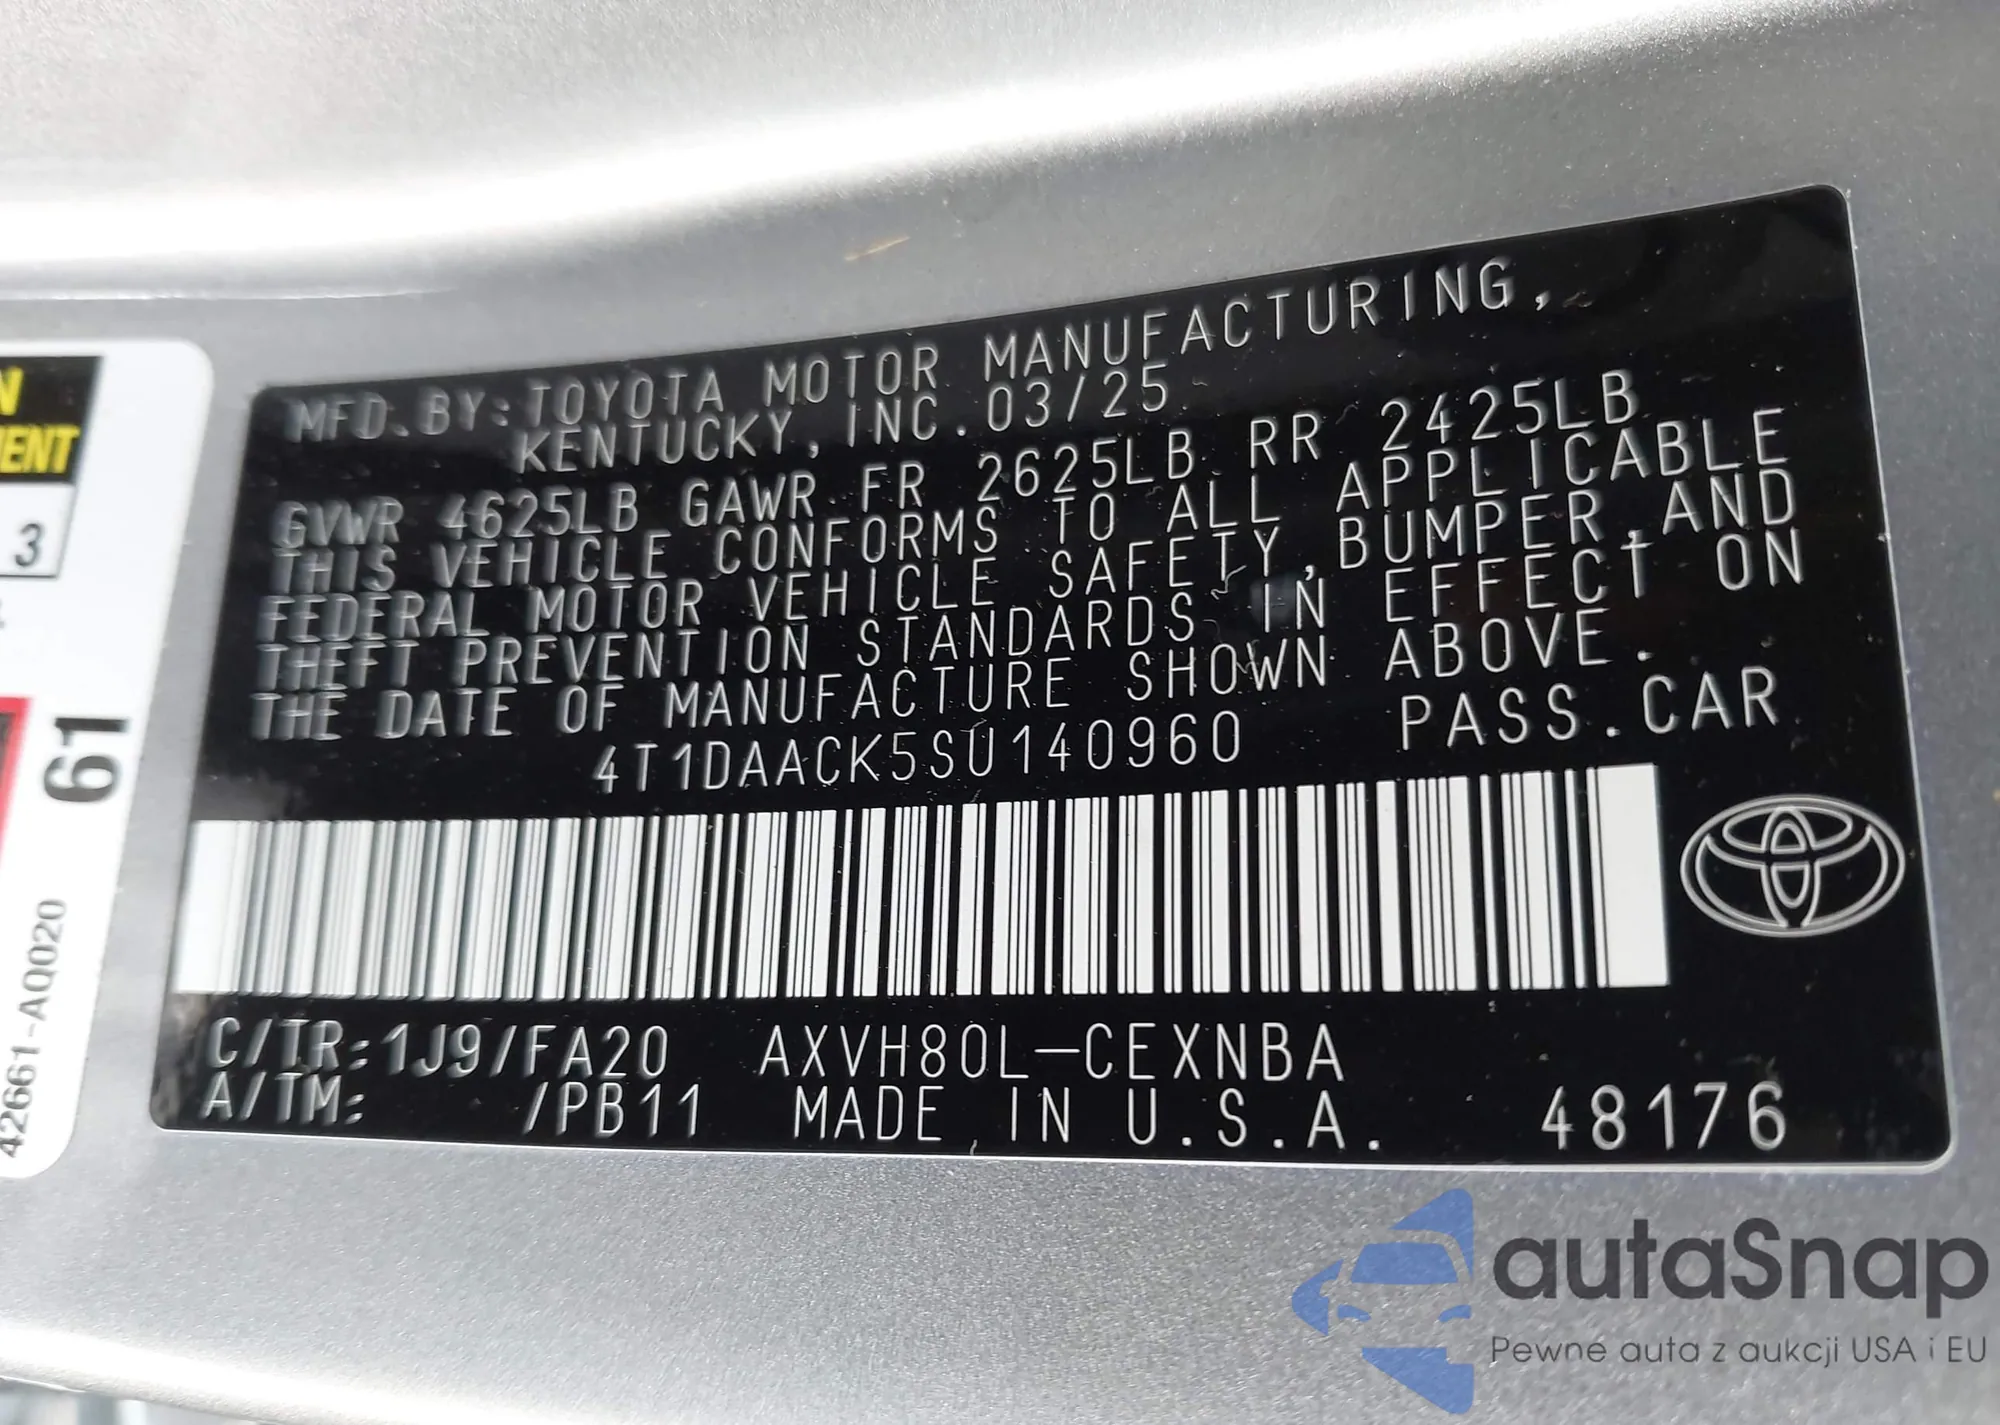 N
ENT
3
61
42661-A0020
MFD. BY: TOYOTA MOTOR MANUFACTURING,
KENTUCKY, INC. 03/25
GVWR 4625LB GAWR FR 2625LB RR 2425LB
THIS VEHICLE CONFORMS TO ALL APPLICABLE
FEDERAL MOTOR VEHICLE SAFETY, BUMPER, AND
THEFT PREVENTION STANDARDS IN EFFECT ON
THE DATE OF MANUFACTURE SHOWN ABOVE.
4T1DAACK5SU140960 PASS. CAR
C/TR: 1J9/FA20 AXVH80L-CEXNBA
A/TM: /PB11 MADE IN U.S.A. 48176
autaSnap
Pewne auta z aukcji USA i EU